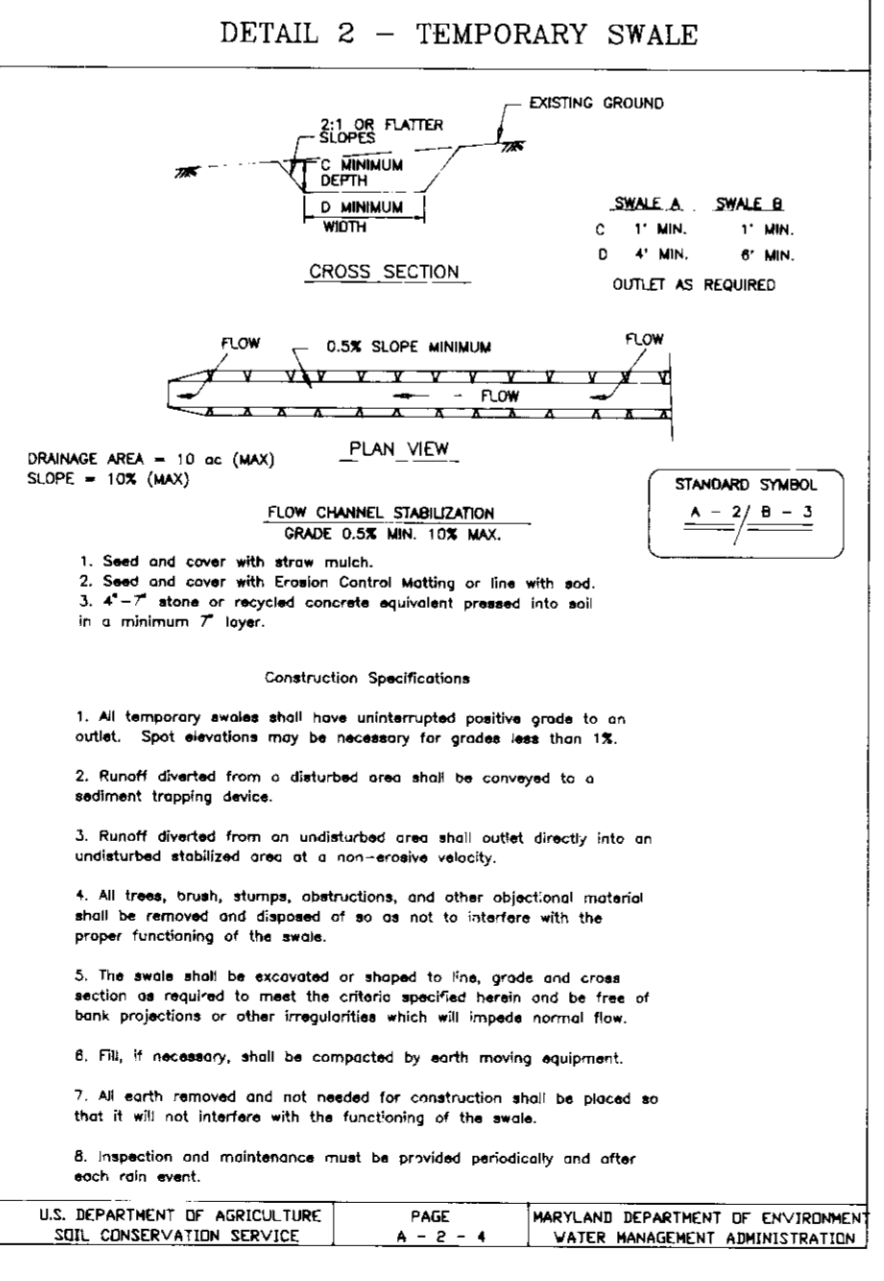 DETAIL 2 – TEMPORARY SWALE
EXISTING GROUND
2:1 OR FLATTER
SLOPES
C MINIMUM
DEPTH
D MINIMUM
WIDTH
CROSS SECTION
SWALE A SWALE B
C 1' MIN. 1' MIN.
D 4' MIN. 6' MIN.
OUTLET AS REQUIRED
FLOW
0.5% SLOPE MINIMUM
FLOW
FLOW
PLAN VIEW
DRAINAGE AREA = 10 ac (MAX)
SLOPE = 10% (MAX)
STANDARD SYMBOL
A - 2/ B - 3
FLOW CHANNEL STABILIZATION
GRADE 0.5% MIN. 10% MAX.
1. Seed and cover with straw mulch.
2. Seed and cover with Erosion Control Matting or line with sod.
3. 4"-7" stone or recycled concrete equivalent pressed into soil
in a minimum 7" layer.
Construction Specifications
1. All temporary swales shall have uninterrupted positive grade to an
outlet. Spot elevations may be necessary for grades less than 1%.
2. Runoff diverted from a disturbed area shall be conveyed to a
sediment trapping device.
3. Runoff diverted from an undisturbed area shall outlet directly into an
undisturbed stabilized area at a non-erosive velocity.
4. All trees, brush, stumps, obstructions, and other objectional material
shall be removed and disposed of so as not to interfere with the
proper functioning of the swale.
5. The swale shall be excavated or shaped to line, grade and cross
section as required to meet the criteria specified herein and be free of
bank projections or other irregularities which will impede normal flow.
6. Fill, if necessary, shall be compacted by earth moving equipment.
7. All earth removed and not needed for construction shall be placed so
that it will not interfere with the functioning of the swale.
8. Inspection and maintenance must be provided periodically and after
each rain event.
U.S. DEPARTMENT OF AGRICULTURE
SOIL CONSERVATION SERVICE
PAGE
A - 2 - 4
MARYLAND DEPARTMENT OF ENVIRONMENT
WATER MANAGEMENT ADMINISTRATION